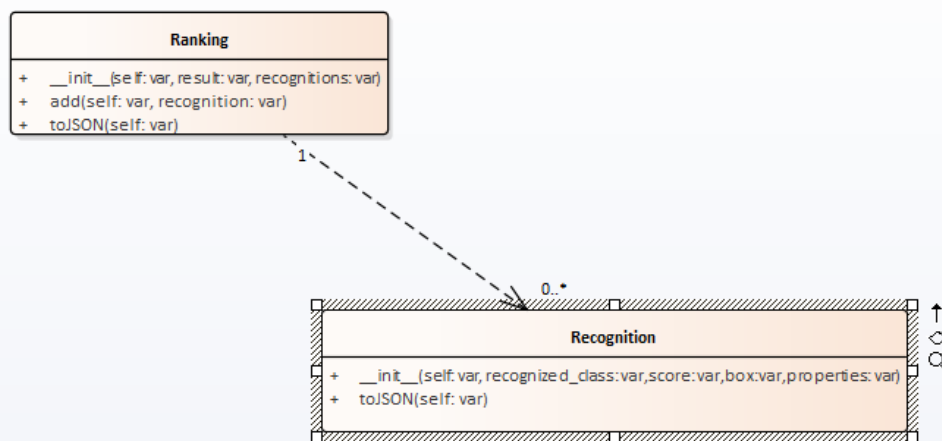 Ranking
+ __init__(self: var, result: var, recognitions: var)
+ add(self: var, recognition: var)
+ toJSON(self: var)
1
0..*
Recognition
+ __init__(self: var, recognized_class:var,score:var,box:var,properties: var)
+ toJSON(self: var)